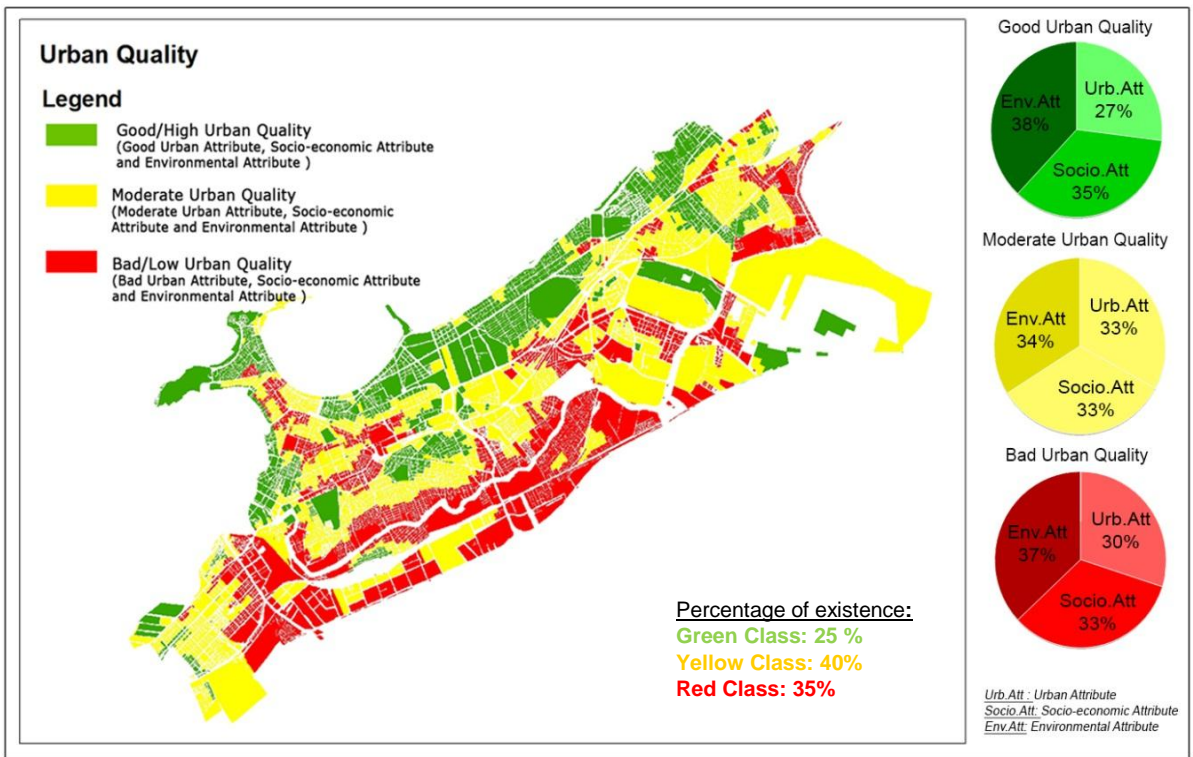 Urban Quality
Legend
Good/High Urban Quality
(Good Urban Attribute, Socio-economic Attribute
and Environmental Attribute )
Moderate Urban Quality
(Moderate Urban Attribute, Socio-economic
Attribute and Environmental Attribute )
Bad/Low Urban Quality
(Bad Urban Attribute, Socio-economic Attribute
and Environmental Attribute )
Percentage of existence:
Green Class: 25 %
Yellow Class: 40%
Red Class: 35%
Good Urban Quality
Env.Att
38%
Urb.Att
27%
Socio.Att
35%
Moderate Urban Quality
Env.Att
34%
Urb.Att
33%
Socio.Att
33%
Bad Urban Quality
Env.Att
37%
Urb.Att
30%
Socio.Att
33%
Urb.Att : Urban Attribute
Socio.Att: Socio-economic Attribute
Env.Att: Environmental Attribute